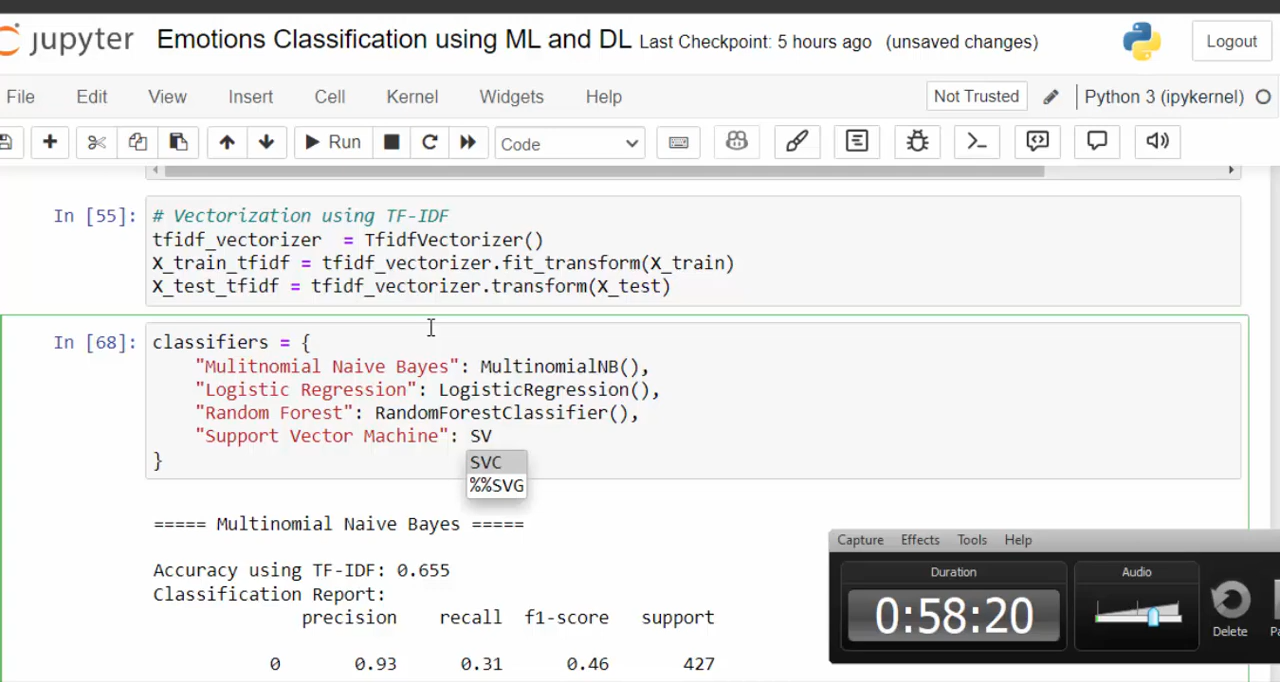 jupyter Emotions Classification using ML and DL Last Checkpoint: 5 hours ago (unsaved changes) Logout
File Edit View Insert Cell Kernel Widgets Help Not Trusted Python 3 (ipykernel)
Run Code
In [55]: # Vectorization using TF-IDF
tfidf_vectorizer = TfidfVectorizer()
X_train_tfidf = tfidf_vectorizer.fit_transform(X_train)
X_test_tfidf = tfidf_vectorizer.transform(X_test)
In [68]: classifiers = {
"Mulitnomial Naive Bayes": MultinomialNB(),
"Logistic Regression": LogisticRegression(),
"Random Forest": RandomForestClassifier(),
"Support Vector Machine": SV
}
SVC
%%SVG
===== Multinomial Naive Bayes =====
Accuracy using TF-IDF: 0.655
Classification Report:
precision recall f1-score support
0 0.93 0.31 0.46 427
Capture Effects Tools Help
Duration Audio
0:58:20
Delete